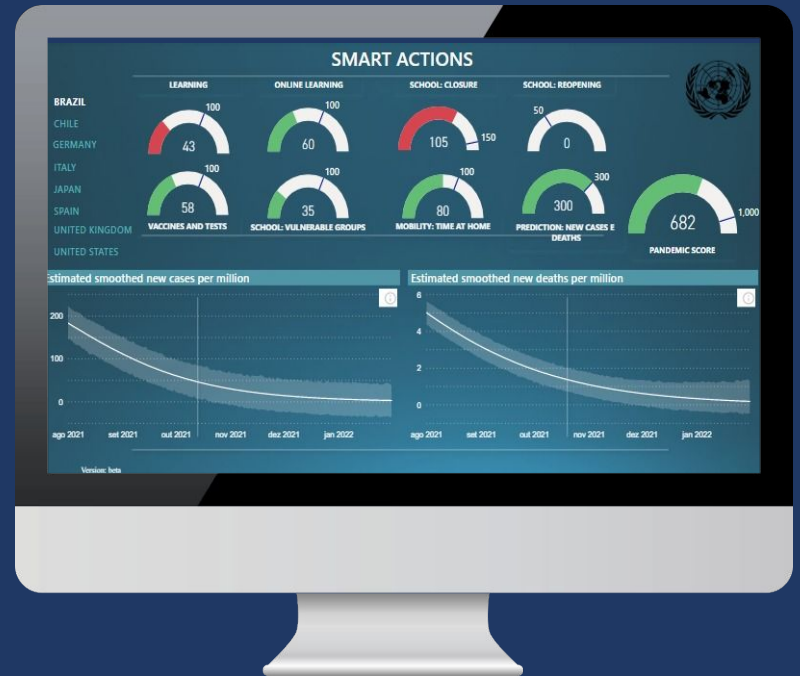 SMART ACTIONS
LEARNING
ONLINE LEARNING
SCHOOL: CLOSURE
SCHOOL: REOPENING
BRAZIL
CHILE
GERMANY
ITALY
JAPAN
SPAIN
UNITED KINGDOM
UNITED STATES
100
43
100
60
150
105
50
0
100
58
VACCINES AND TESTS
100
35
SCHOOL: VULNERABLE GROUPS
100
80
MOBILITY: TIME AT HOME
300
300
PREDICTION: NEW CASES E
DEATHS
1,000
682
PANDEMIC SCORE
Estimated smoothed new cases per million
200
100
0
ago 2021 set 2021 out 2021 nov 2021 dez 2021 jan 2022
Estimated smoothed new deaths per million
6
4
2
0
ago 2021 set 2021 out 2021 nov 2021 dez 2021 jan 2022
Version: beta